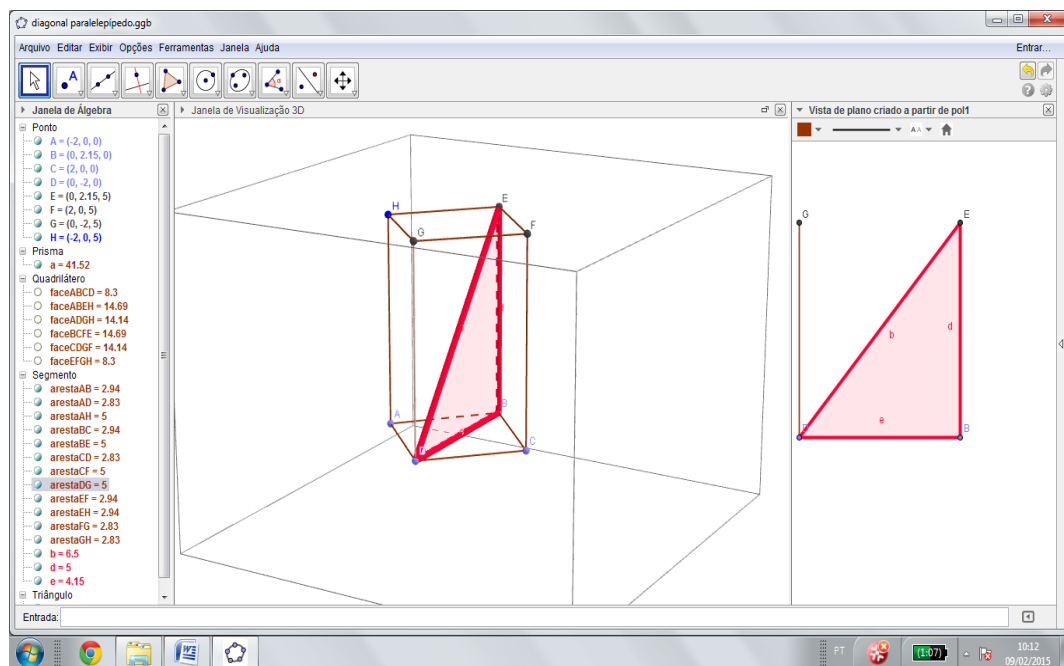 diagonal paralelepípedo.ggb
Arquivo Editar Exibir Opções Ferramentas Janela Ajuda
Entrar...
Janela de Álgebra
Ponto
A = (-2, 0, 0)
B = (0, 2.15, 0)
C = (2, 0, 0)
D = (0, -2, 0)
E = (0, 2.15, 5)
F = (2, 0, 5)
G = (0, -2, 5)
H = (-2, 0, 5)
Prisma
a = 41.52
Quadrilátero
faceABCD = 8.3
faceABEH = 14.69
faceADGH = 14.14
faceBCFE = 14.69
faceCDGF = 14.14
faceEFGH = 8.3
Segmento
arestaAB = 2.94
arestaAD = 2.83
arestaAH = 5
arestaBC = 2.94
arestaBE = 5
arestaCD = 2.83
arestaCF = 5
arestaDG = 5
arestaEF = 2.94
arestaEH = 2.94
arestaFG = 2.83
arestaGH = 2.83
b = 6.5
d = 5
e = 4.15
Triângulo
Janela de Visualização 3D
H
E
G
F
A
B
C
Vista de plano criado a partir de pol1
G
E
b
d
e
B
Entrada:
PT
(1:07)
10:12
09/02/2015